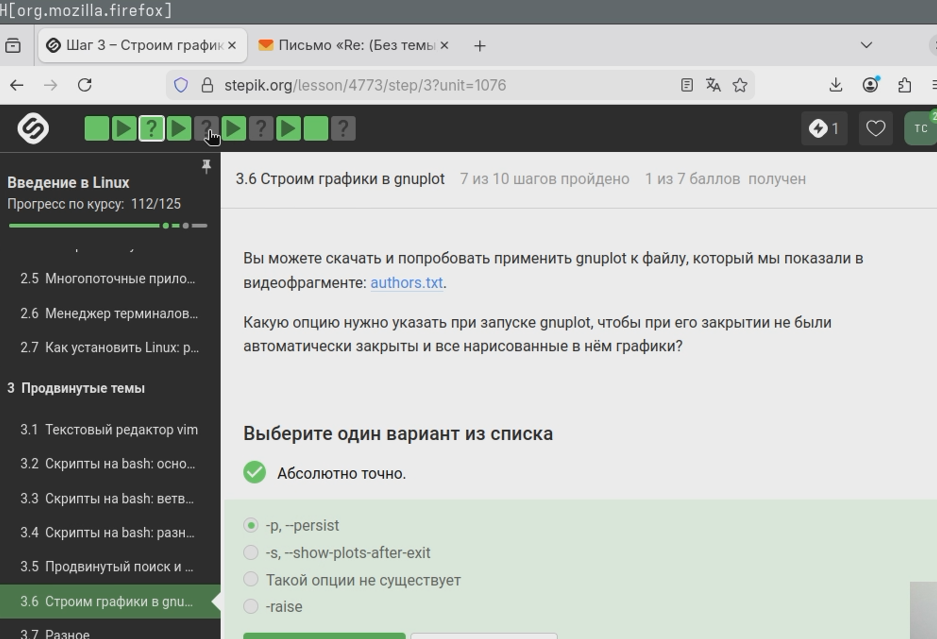 H[org.mozilla.firefox]
Шаг 3 – Строим график
Письмо «Re: (Без темы
stepik.org/lesson/4773/step/3?unit=1076
? ? ? ?
1
TC
2
Введение в Linux
Прогресс по курсу: 112/125
3.6 Строим графики в gnuplot 7 из 10 шагов пройдено 1 из 7 баллов получен
2.5 Многопоточные прило...
2.6 Менеджер терминалов...
2.7 Как установить Linux: р...
3 Продвинутые темы
3.1 Текстовый редактор vim
3.2 Скрипты на bash: осно...
3.3 Скрипты на bash: ветв...
3.4 Скрипты на bash: разн...
3.5 Продвинутый поиск и ...
3.6 Строим графики в gnu...
3.7 Разное
Вы можете скачать и попробовать применить gnuplot к файлу, который мы показали в
видеофрагменте: authors.txt.
Какую опцию нужно указать при запуске gnuplot, чтобы при его закрытии не были
автоматически закрыты и все нарисованные в нём графики?
Выберите один вариант из списка
Абсолютно точно.
-p, --persist
-s, --show-plots-after-exit
Такой опции не существует
-raise